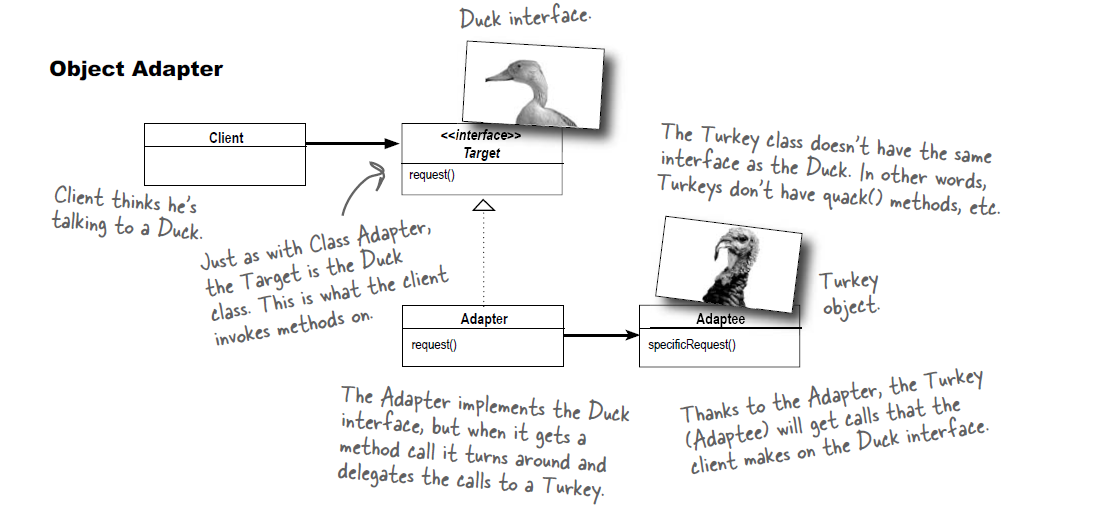 Duck interface.
Object Adapter
Client
<<interface>>
Target
request()
The Turkey class doesn't have the same
interface as the Duck. In other words,
Turkeys don't have quack() methods, etc.
Client thinks he's
talking to a Duck.
Just as with Class Adapter,
the Target is the Duck
class. This is what the client
invokes methods on.
Turkey
object.
Adapter
request()
Adaptee
specificRequest()
The Adapter implements the Duck
interface, but when it gets a
method call it turns around and
delegates the calls to a Turkey.
Thanks to the Adapter, the Turkey
(Adaptee) will get calls that the
client makes on the Duck interface.